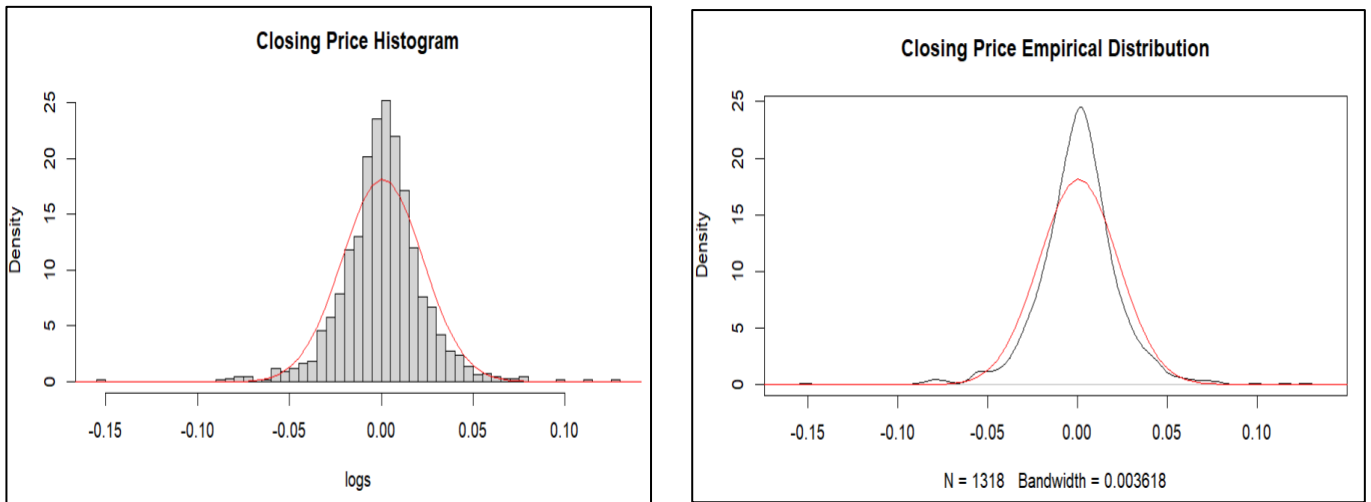 Closing Price Histogram
25
20
15
10
5
0
Density
-0.15 -0.10 -0.05 0.00 0.05 0.10
logs
Closing Price Empirical Distribution
25
20
15
10
5
0
Density
-0.15 -0.10 -0.05 0.00 0.05 0.10
N = 1318 Bandwidth = 0.003618